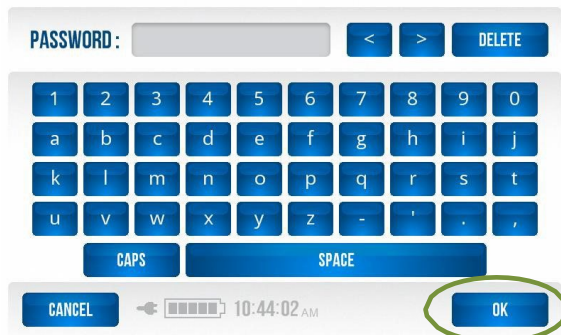 PASSWORD : < > DELETE
1 2 3 4 5 6 7 8 9 0
a b c d e f g h i j
k l m n o p q r s t
u v w x y z - ' . ,
CAPS SPACE
CANCEL 10:44:02 AM OK